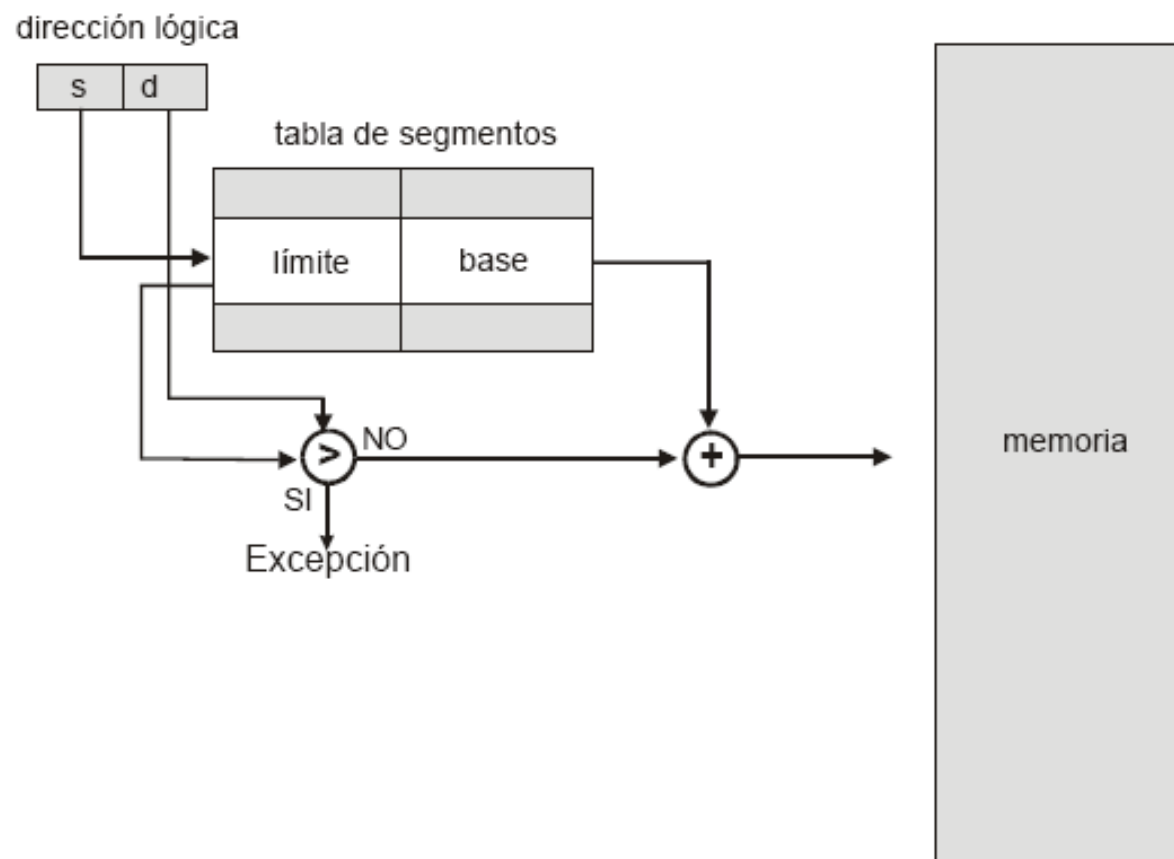 dirección lógica
s d
tabla de segmentos
límite base
> NO
+
memoria
SI
Excepción